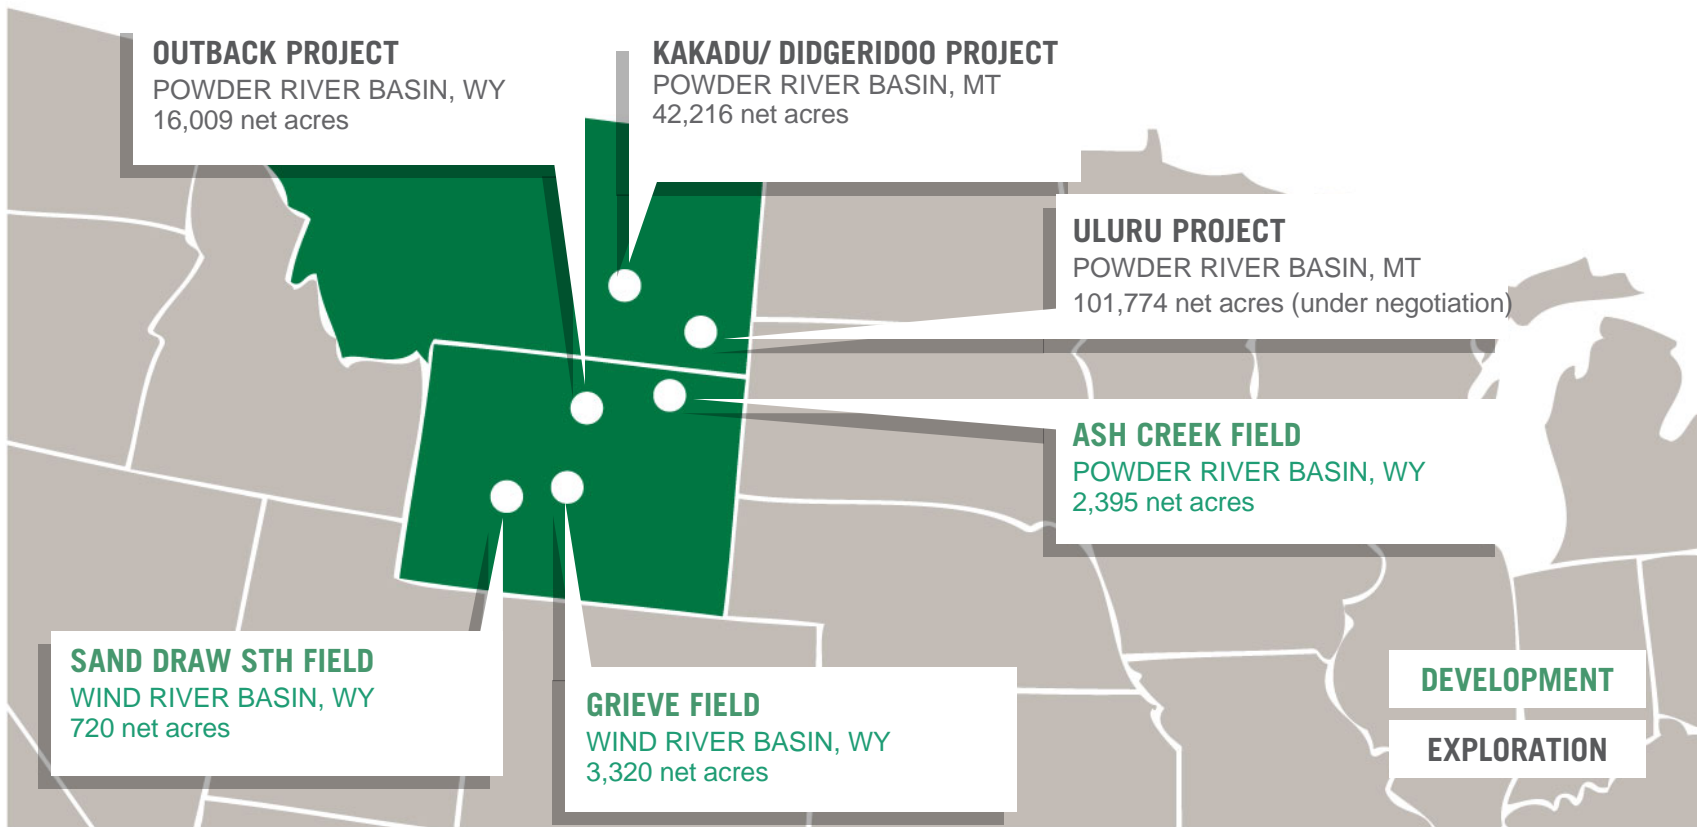 OUTBACK PROJECT
POWDER RIVER BASIN, WY
16,009 net acres
KAKADU/ DIDGERIDOO PROJECT
POWDER RIVER BASIN, MT
42,216 net acres
ULURU PROJECT
POWDER RIVER BASIN, MT
101,774 net acres (under negotiation)
ASH CREEK FIELD
POWDER RIVER BASIN, WY
2,395 net acres
SAND DRAW STH FIELD
WIND RIVER BASIN, WY
720 net acres
GRIEVE FIELD
WIND RIVER BASIN, WY
3,320 net acres
DEVELOPMENT
EXPLORATION